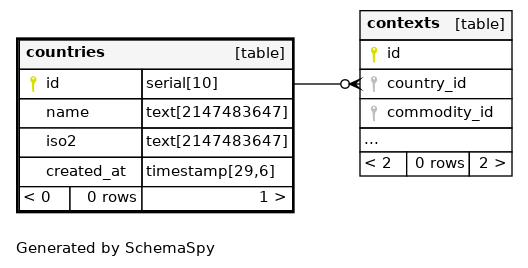 countries [table]
id serial[10]
name text[2147483647]
iso2 text[2147483647]
created_at timestamp[29,6]
< 0 0 rows 1 >
contexts [table]
id
country_id
commodity_id
...
< 2 0 rows 2 >
Generated by SchemaSpy